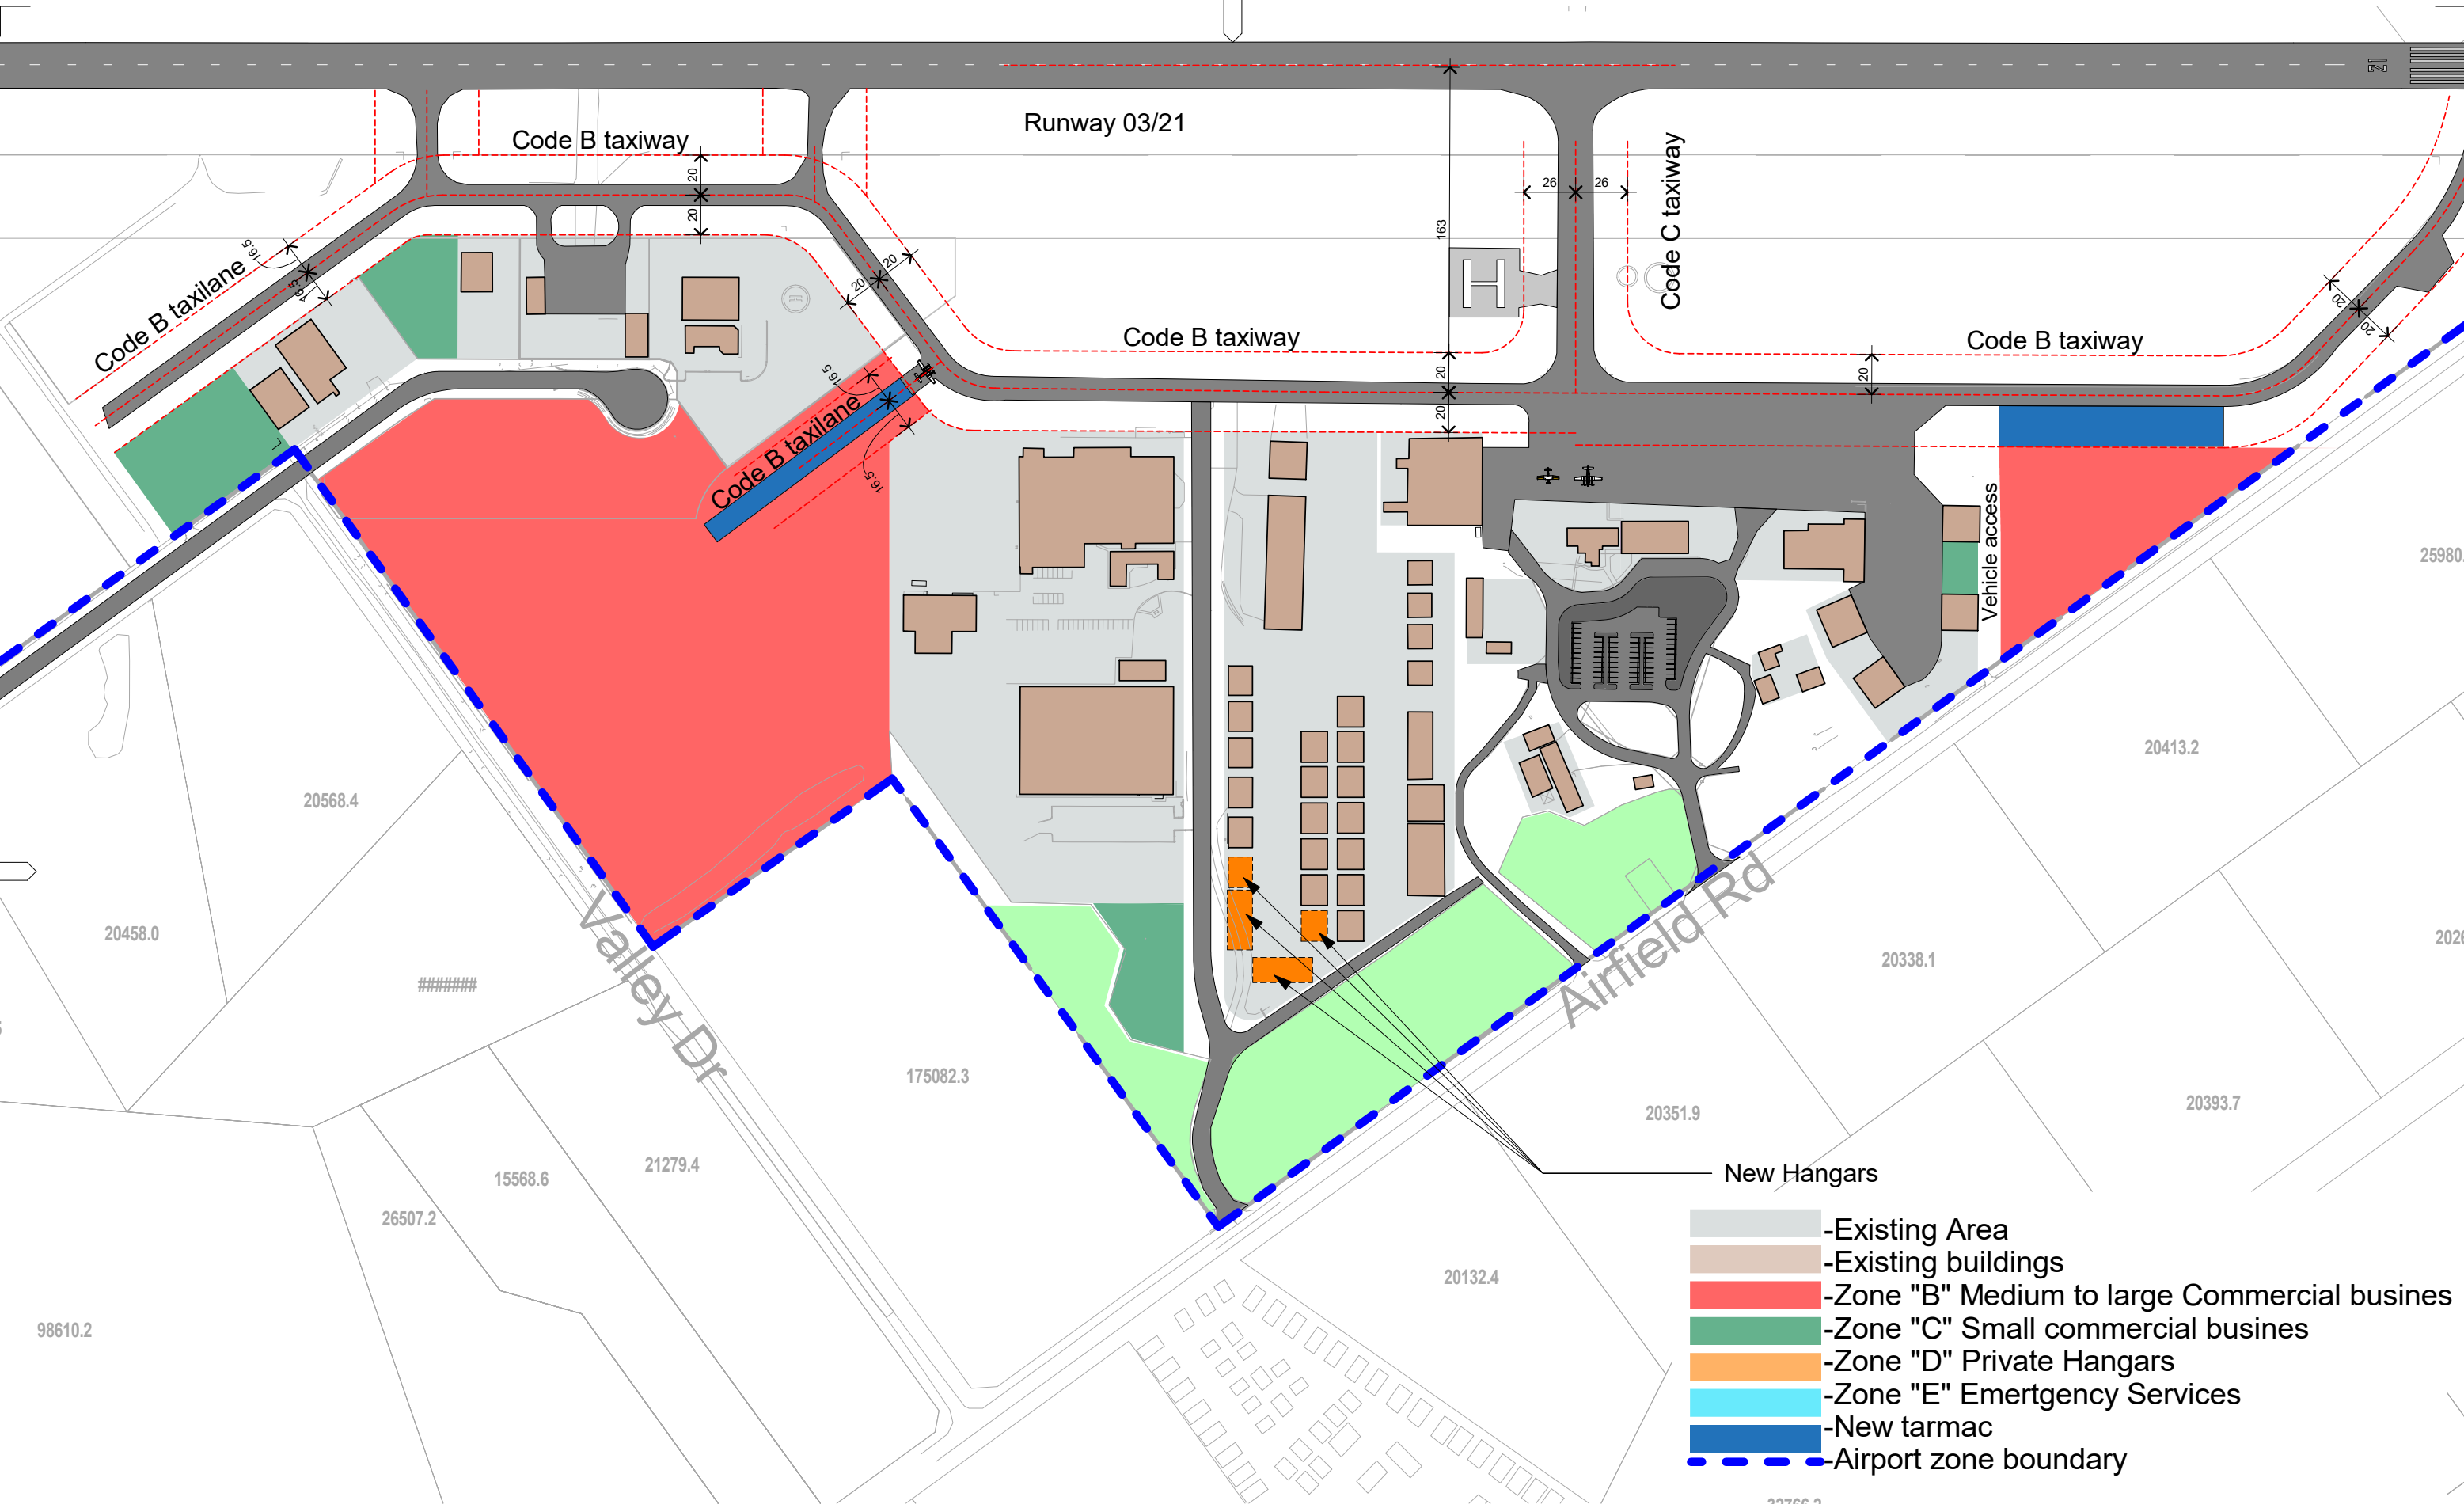 21
Runway 03/21
Code B taxiway
20
20
26
26
Code C taxiway
163
H
16.5
16.5
Code B taxilane
20
20
Code B taxiway
Code B taxiway
20
20
20
20
20
16.5
Code B taxilane
16.5
Vehicle access
25980.
20413.2
20568.4
20458.0
#######
Valley Dr
Airfield Rd
2026
20338.1
175082.3
20351.9
20393.7
15568.6
21279.4
26507.2
New Hangars
20132.4
98610.2
-Existing Area
-Existing buildings
-Zone "B" Medium to large Commercial busines
-Zone "C" Small commercial busines
-Zone "D" Private Hangars
-Zone "E" Emertgency Services
-New tarmac
-Airport zone boundary